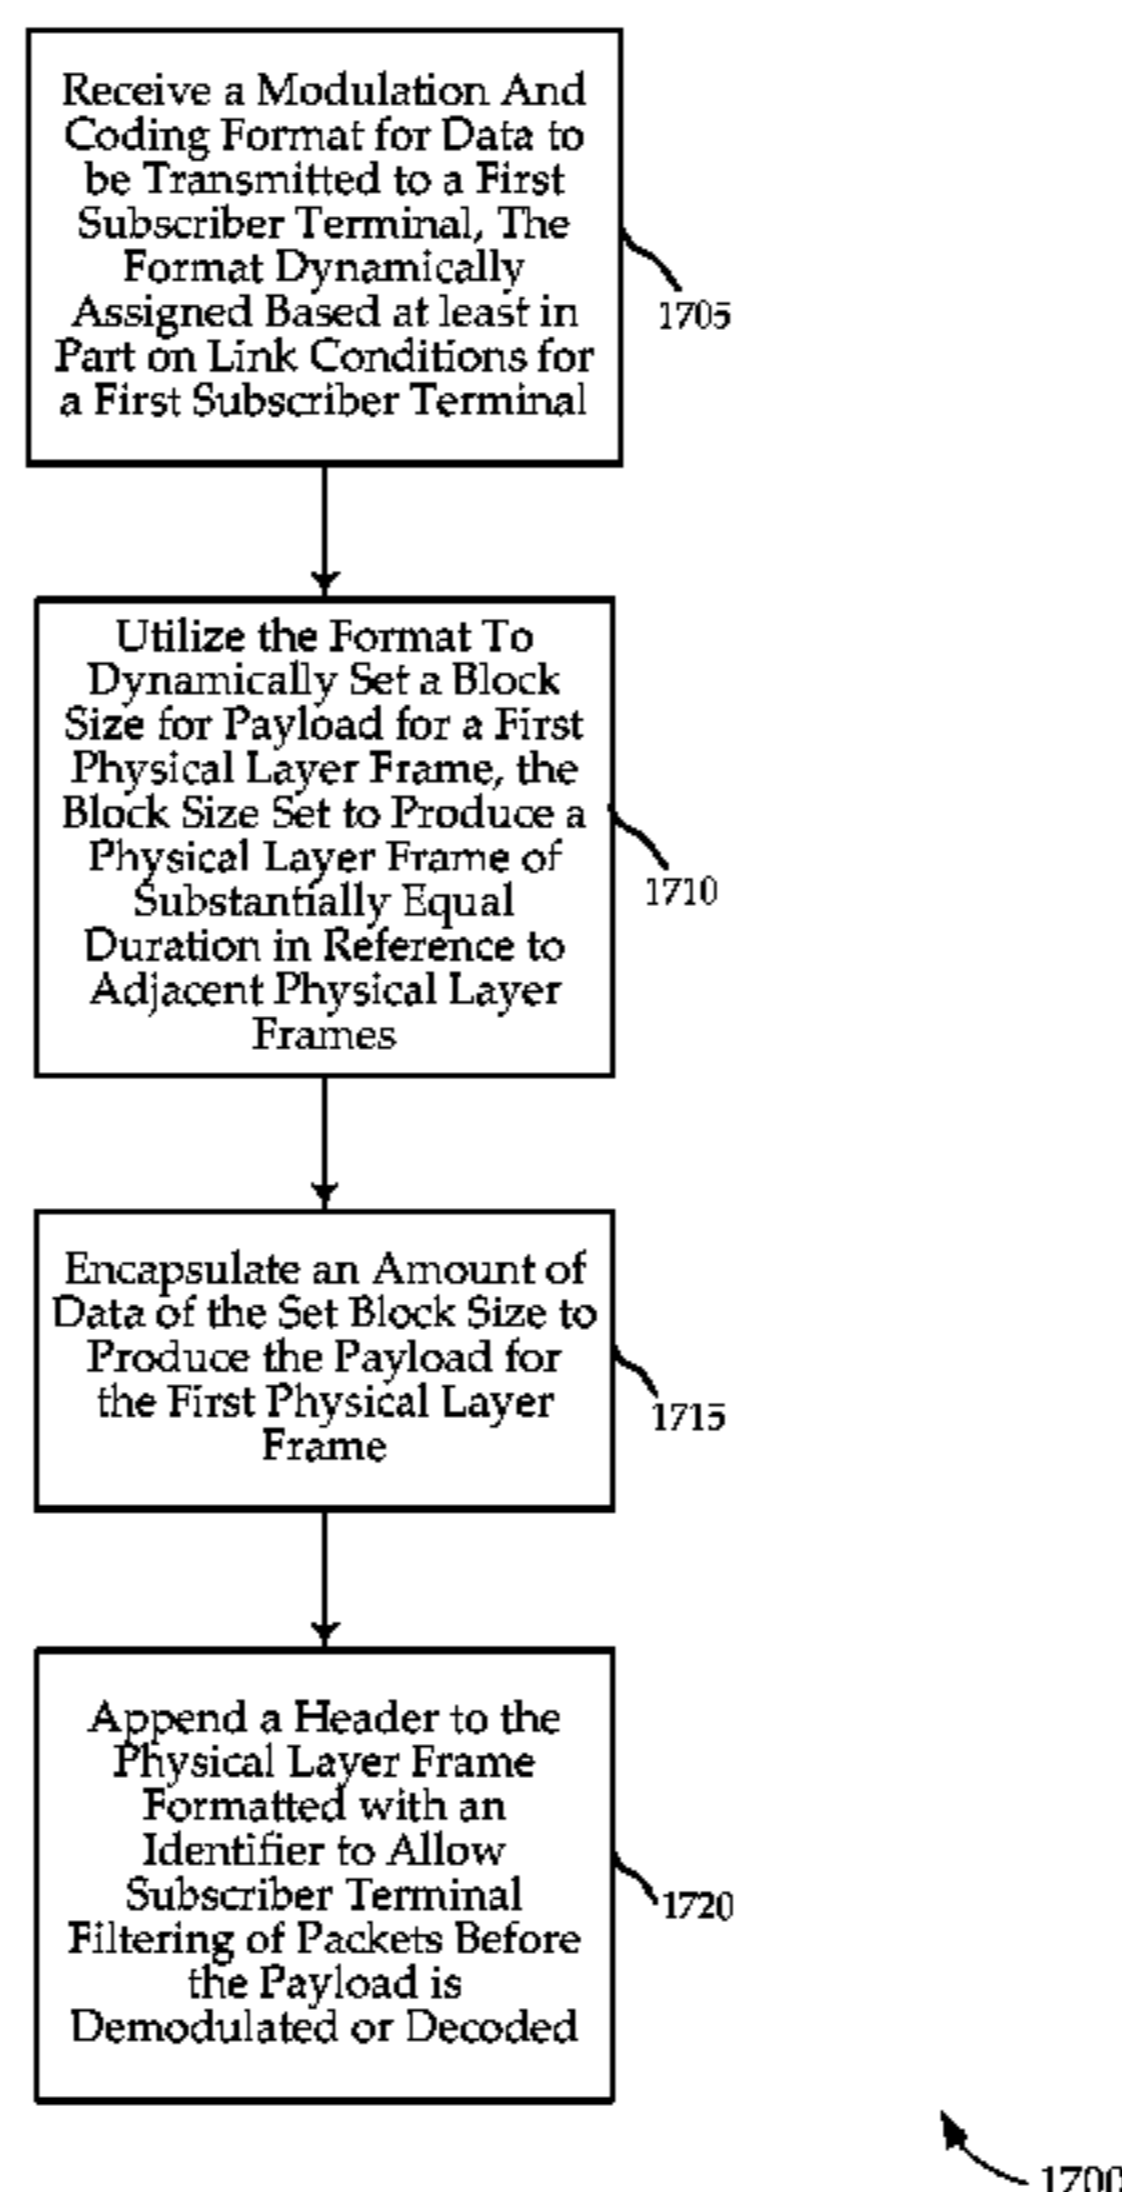 Receive a Modulation And
Coding Format for Data to
be Transmitted to a First
Subscriber Terminal, The
Format Dynamically
Assigned Based at least in
Part on Link Conditions for
a First Subscriber Terminal
1705
Utilize the Format To
Dynamically Set a Block
Size for Payload for a First
Physical Layer Frame, the
Block Size Set to Produce a
Physical Layer Frame of
Substantially Equal
Duration in Reference to
Adjacent Physical Layer
Frames
1710
Encapsulate an Amount of
Data of the Set Block Size to
Produce the Payload for
the First Physical Layer
Frame
1715
Append a Header to the
Physical Layer Frame
Formatted with an
Identifier to Allow
Subscriber Terminal
Filtering of Packets Before
the Payload is
Demodulated or Decoded
1720
1700